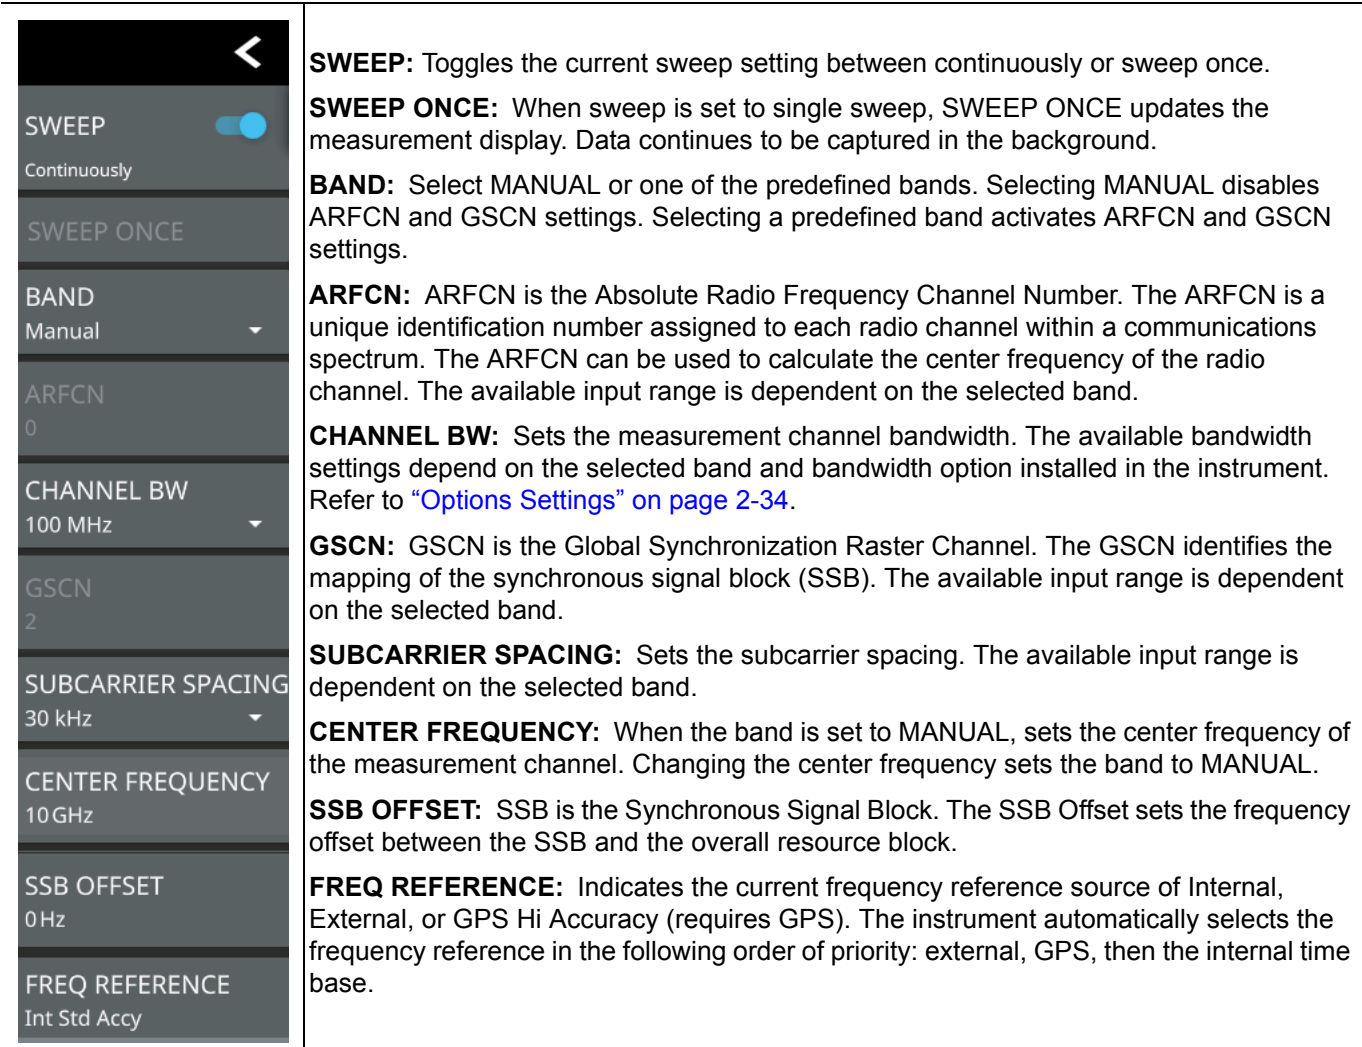 SWEEP
Continuously
SWEEP ONCE
BAND
Manual
ARFCN
0
CHANNEL BW
100 MHz
GSCN
2
SUBCARRIER SPACING
30 kHz
CENTER FREQUENCY
10 GHz
SSB OFFSET
0 Hz
FREQ REFERENCE
Int Std Accy
SWEEP: Toggles the current sweep setting between continuously or sweep once.
SWEEP ONCE: When sweep is set to single sweep, SWEEP ONCE updates the
measurement display. Data continues to be captured in the background.
BAND: Select MANUAL or one of the predefined bands. Selecting MANUAL disables
ARFCN and GSCN settings. Selecting a predefined band activates ARFCN and GSCN
settings.
ARFCN: ARFCN is the Absolute Radio Frequency Channel Number. The ARFCN is a
unique identification number assigned to each radio channel within a communications
spectrum. The ARFCN can be used to calculate the center frequency of the radio
channel. The available input range is dependent on the selected band.
CHANNEL BW: Sets the measurement channel bandwidth. The available bandwidth
settings depend on the selected band and bandwidth option installed in the instrument.
Refer to “Options Settings” on page 2-34.
GSCN: GSCN is the Global Synchronization Raster Channel. The GSCN identifies the
mapping of the synchronous signal block (SSB). The available input range is dependent
on the selected band.
SUBCARRIER SPACING: Sets the subcarrier spacing. The available input range is
dependent on the selected band.
CENTER FREQUENCY: When the band is set to MANUAL, sets the center frequency of
the measurement channel. Changing the center frequency sets the band to MANUAL.
SSB OFFSET: SSB is the Synchronous Signal Block. The SSB Offset sets the frequency
offset between the SSB and the overall resource block.
FREQ REFERENCE: Indicates the current frequency reference source of Internal,
External, or GPS Hi Accuracy (requires GPS). The instrument automatically selects the
frequency reference in the following order of priority: external, GPS, then the internal time
base.